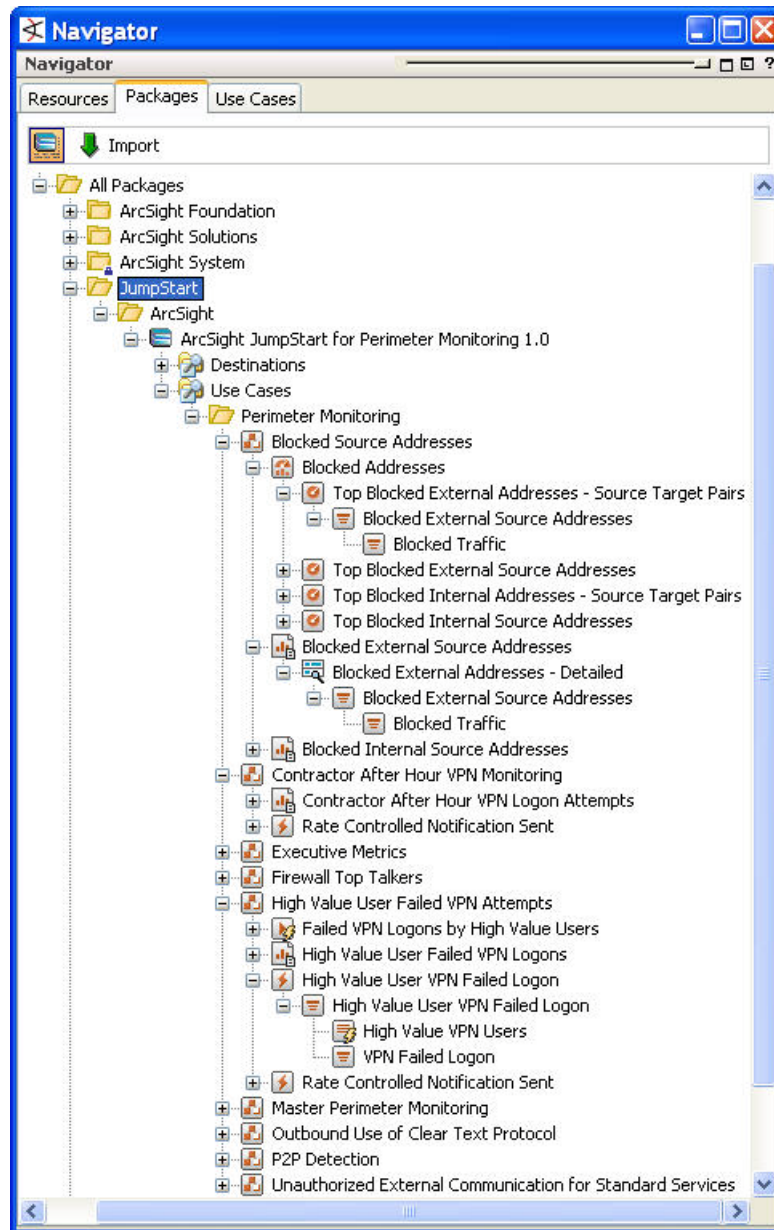 Navigator
Navigator ?
Resources Packages Use Cases
Import
All Packages
ArcSight Foundation
ArcSight Solutions
ArcSight System
JumpStart
ArcSight
ArcSight JumpStart for Perimeter Monitoring 1.0
Destinations
Use Cases
Perimeter Monitoring
Blocked Source Addresses
Blocked Addresses
Top Blocked External Addresses - Source Target Pairs
Blocked External Source Addresses
Blocked Traffic
Top Blocked External Source Addresses
Top Blocked Internal Addresses - Source Target Pairs
Top Blocked Internal Source Addresses
Blocked External Source Addresses
Blocked External Addresses - Detailed
Blocked External Source Addresses
Blocked Traffic
Blocked Internal Source Addresses
Contractor After Hour VPN Monitoring
Contractor After Hour VPN Logon Attempts
Rate Controlled Notification Sent
Executive Metrics
Firewall Top Talkers
High Value User Failed VPN Attempts
Failed VPN Logons by High Value Users
High Value User Failed VPN Logons
High Value User VPN Failed Logon
High Value User VPN Failed Logon
High Value VPN Users
VPN Failed Logon
Rate Controlled Notification Sent
Master Perimeter Monitoring
Outbound Use of Clear Text Protocol
P2P Detection
Unauthorized External Communication for Standard Services